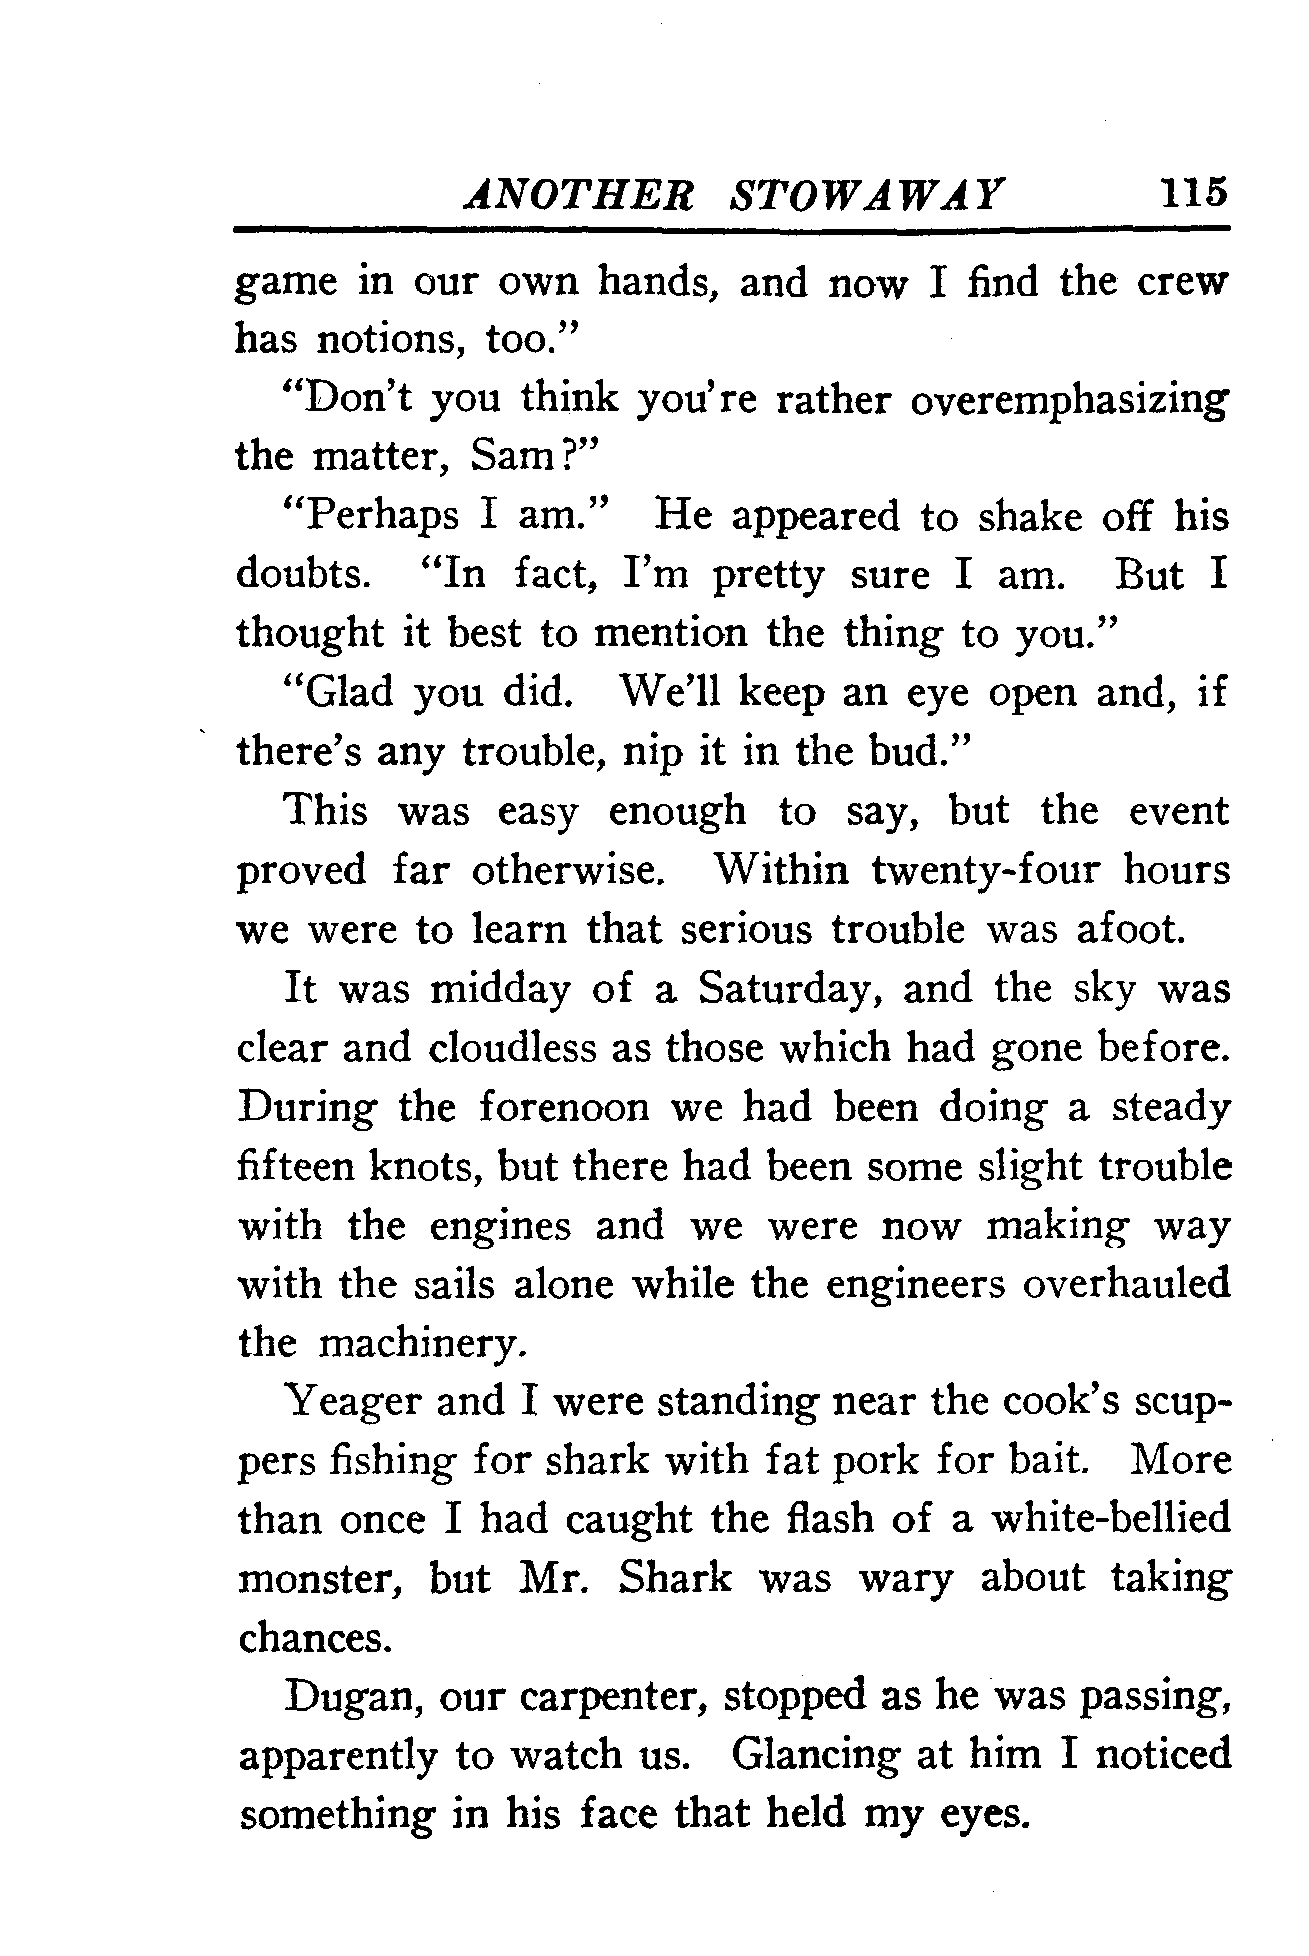 ANOTHER STOWAWAY 115
game in our own hands, and now I find the crew
has notions, too."
"Don't you think you're rather overemphasizing
the matter, Sam?"
"Perhaps I am." He appeared to shake off his
doubts. "In fact, I'm pretty sure I am. But I
thought it best to mention the thing to you."
"Glad you did. We'll keep an eye open and, if
there's any trouble, nip it in the bud."
This was easy enough to say, but the event
proved far otherwise. Within twenty-four hours
we were to learn that serious trouble was afoot.
It was midday of a Saturday, and the sky was
clear and cloudless as those which had gone before.
During the forenoon we had been doing a steady
fifteen knots, but there had been some slight trouble
with the engines and we were now making way
with the sails alone while the engineers overhauled
the machinery.
Yeager and I were standing near the cook's scup-
pers fishing for shark with fat pork for bait. More
than once I had caught the flash of a white-bellied
monster, but Mr. Shark was wary about taking
chances.
Dugan, our carpenter, stopped as he was passing,
apparently to watch us. Glancing at him I noticed
something in his face that held my eyes.